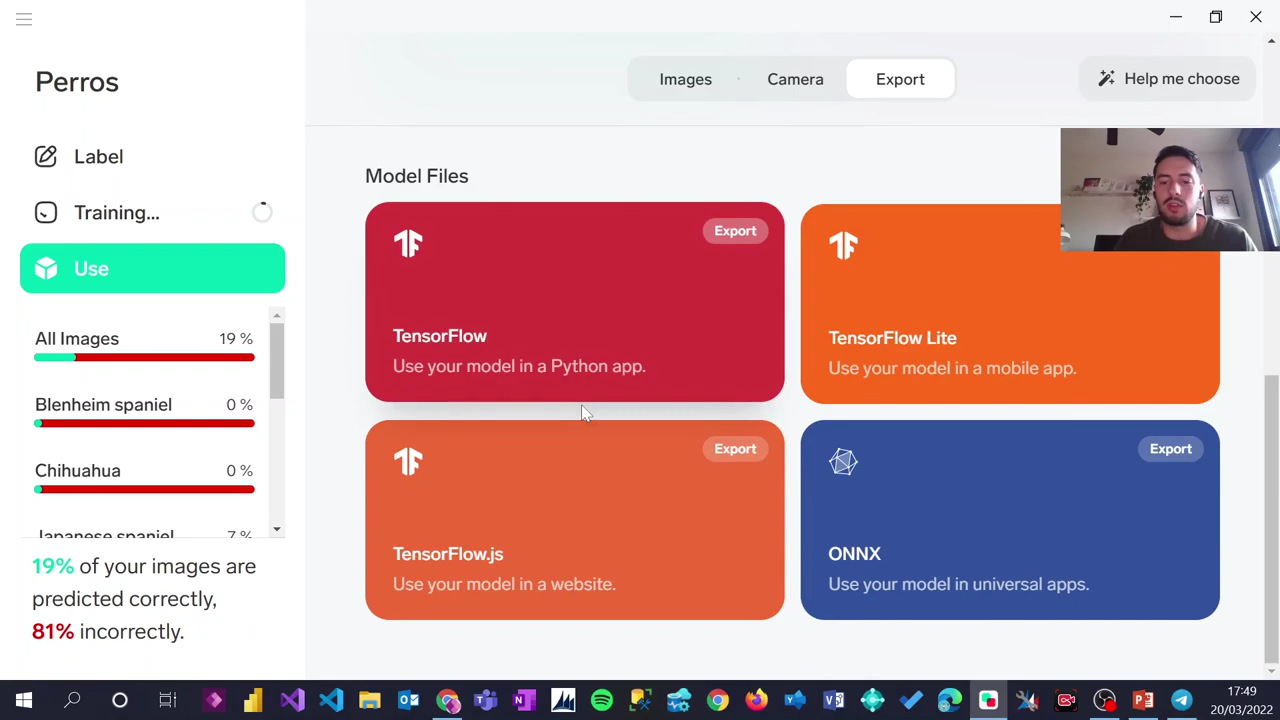 Perros
Images
Camera
Export
Help me choose
Label
Training...
Use
All Images 19 %
Blenheim spaniel 0 %
Chihuahua 0 %
Japanese spaniel 7 %
19% of your images are
predicted correctly,
81% incorrectly.
Model Files
Export
TensorFlow
Use your model in a Python app.
TensorFlow Lite
Use your model in a mobile app.
Export
TensorFlow.js
Use your model in a website.
Export
ONNX
Use your model in universal apps.
17:49
20/03/2022